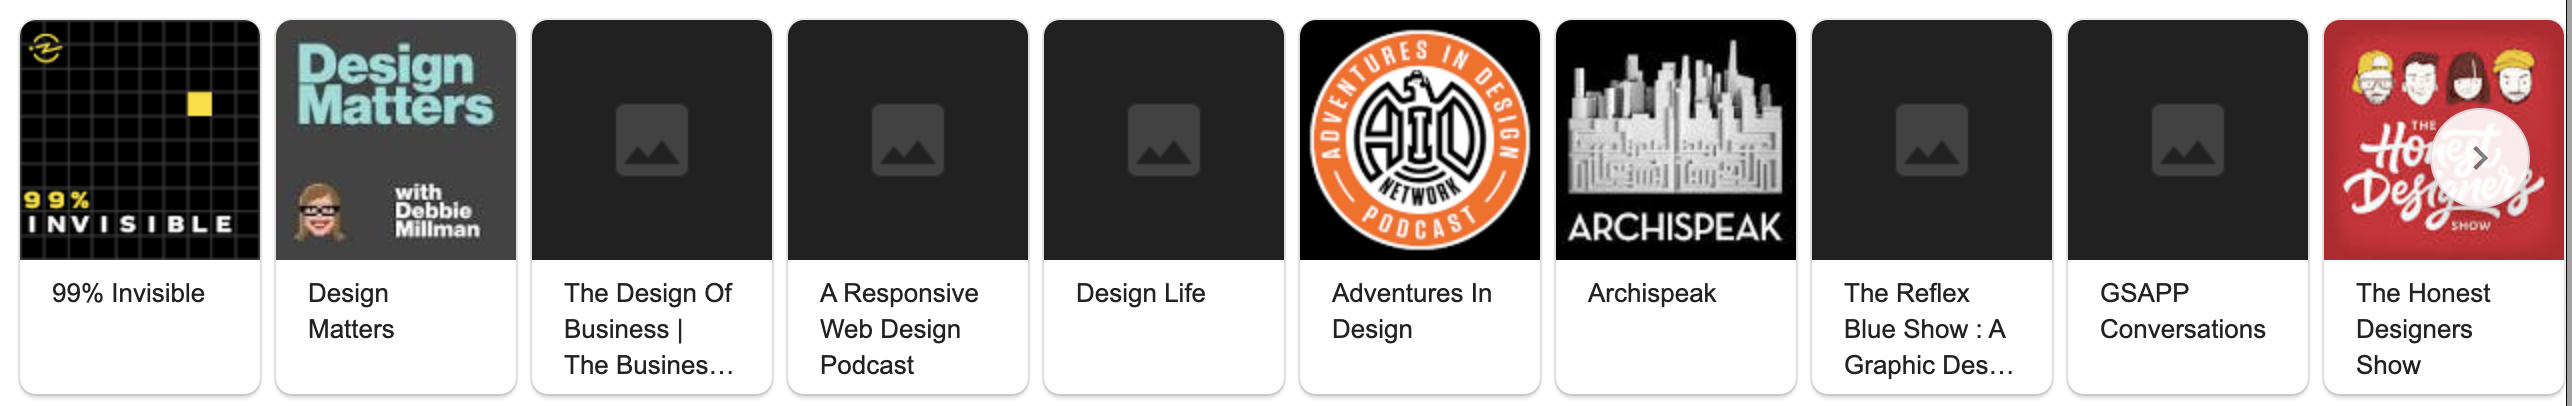 99%
INVISIBLE
99% Invisible
Design
Matters
with
Debbie
Millman
Design
Matters
The Design Of
Business |
The Busines…
A Responsive
Web Design
Podcast
Design Life
ADVENTURES IN DESIGN
AID
NETWORK
PODCAST
Adventures In
Design
ARCHISPEAK
Archispeak
The Reflex
Blue Show : A
Graphic Des…
GSAPP
Conversations
THE
Honest
Designers
SHOW
The Honest
Designers
Show